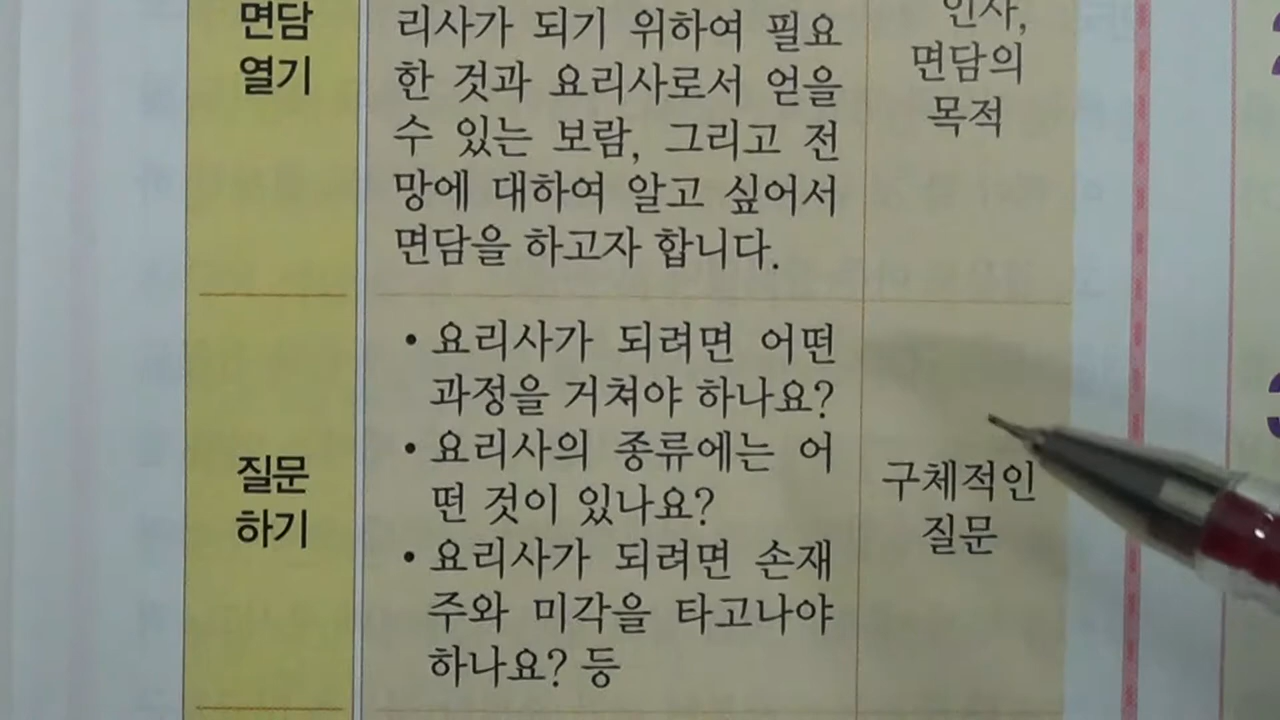 면담
열기
리사가 되기 위하여 필요
한 것과 요리사로서 얻을
수 있는 보람, 그리고 전
망에 대하여 알고 싶어서
면담을 하고자 합니다.
인사,
면담의
목적
질문
하기
• 요리사가 되려면 어떤
과정을 거쳐야 하나요?
• 요리사의 종류에는 어
떤 것이 있나요?
• 요리사가 되려면 손재
주와 미각을 타고나야
하나요? 등
구체적인
질문